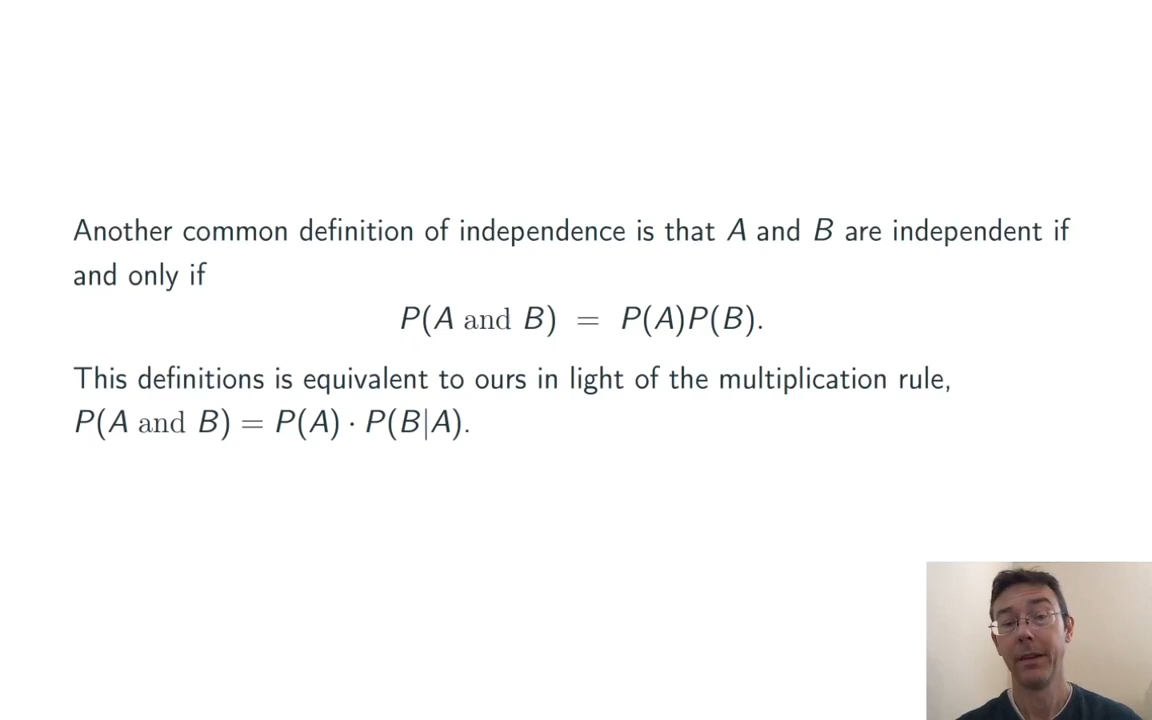 Another common definition of independence is that A and B are independent if
and only if
P(A and B) = P(A)P(B).
This definitions is equivalent to ours in light of the multiplication rule,
P(A and B) = P(A) · P(B|A).